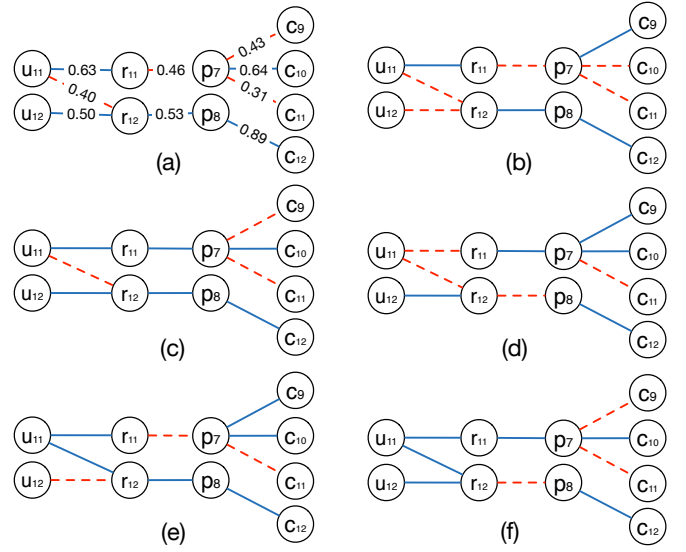 c9
0.43
u11 0.63 r11 0.46 p7 0.64 c10
0.40 0.31
u12 0.50 r12 0.53 p8 c11
0.89
(a) c12
c9
u11 r11 p7 c10
u12 r12 p8 c11
(b) c12
c9
u11 r11 p7 c10
u12 r12 p8 c11
(c) c12
c9
u11 r11 p7 c10
u12 r12 p8 c11
(d) c12
c9
u11 r11 p7 c10
u12 r12 p8 c11
(e) c12
c9
u11 r11 p7 c10
u12 r12 p8 c11
(f) c12